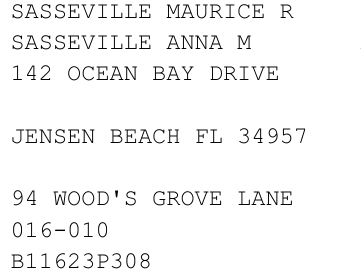 SASSEVILLE MAURICE R
SASSEVILLE ANNA M
142 OCEAN BAY DRIVE
JENSEN BEACH FL 34957
94 WOOD'S GROVE LANE
016-010
B11623P308